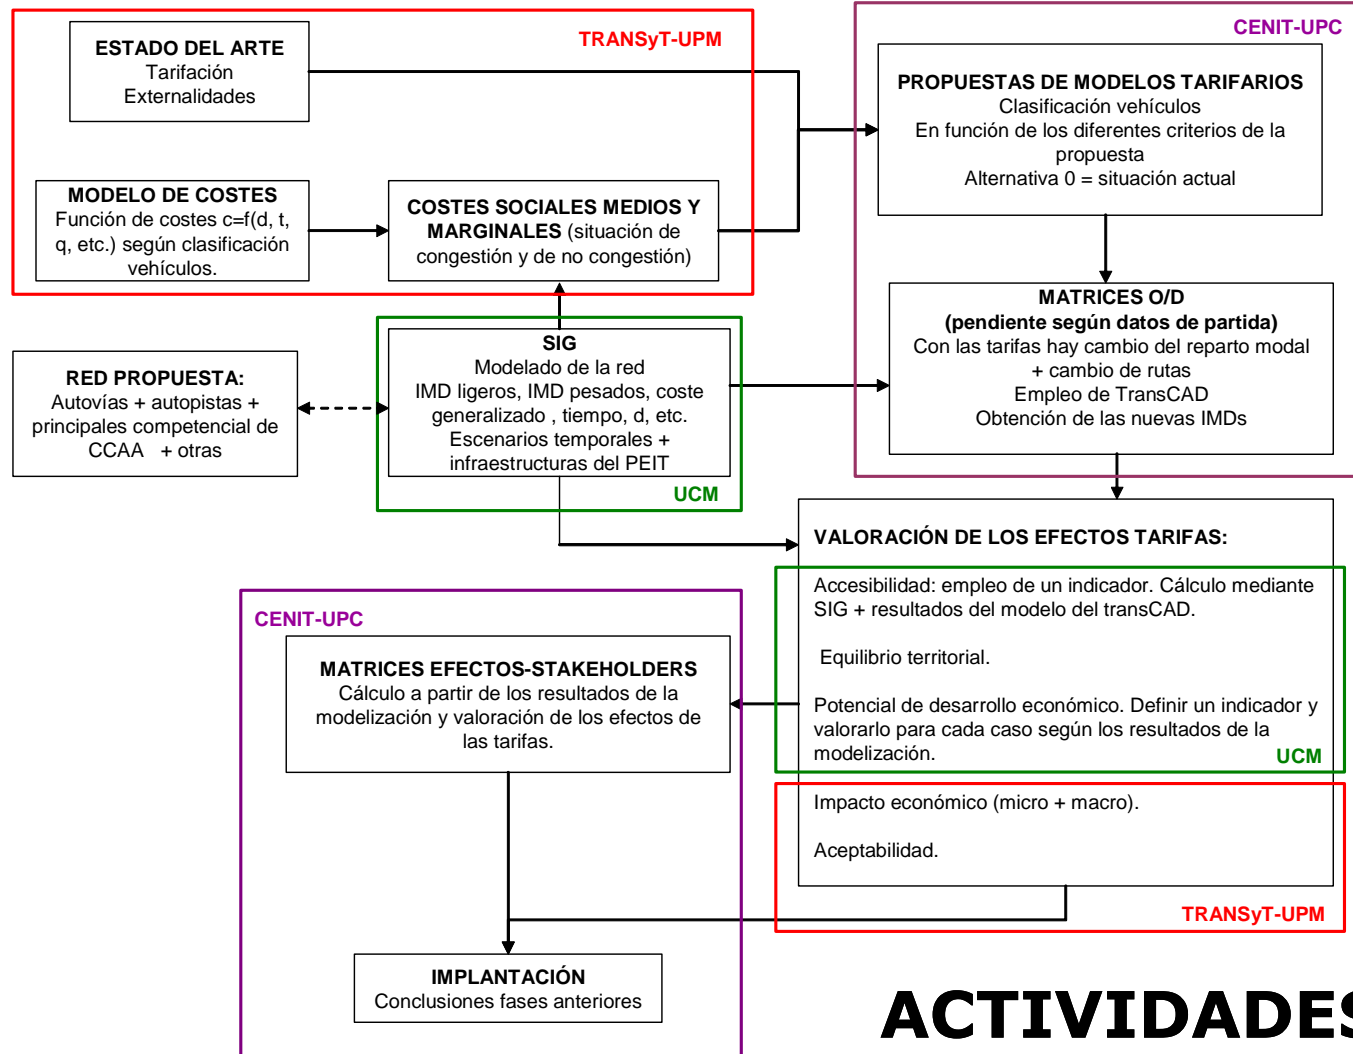 TRANSyT-UPM
ESTADO DEL ARTE
Tarifación
Externalidades
MODELO DE COSTES
Función de costes c=f(d, t,
q, etc.) según clasificación
vehículos.
COSTES SOCIALES MEDIOS Y
MARGINALES (situación de
congestión y de no congestión)
CENIT-UPC
PROPUESTAS DE MODELOS TARIFARIOS
Clasificación vehículos
En función de los diferentes criterios de la
propuesta
Alternativa 0 = situación actual
MATRICES O/D
(pendiente según datos de partida)
Con las tarifas hay cambio del reparto modal
+ cambio de rutas
Empleo de TransCAD
Obtención de las nuevas IMDs
RED PROPUESTA:
Autovías + autopistas +
principales competencial de
CCAA + otras
SIG
Modelado de la red
IMD ligeros, IMD pesados, coste
generalizado , tiempo, d, etc.
Escenarios temporales +
infraestructuras del PEIT
UCM
VALORACIÓN DE LOS EFECTOS TARIFAS:
Accesibilidad: empleo de un indicador. Cálculo mediante
SIG + resultados del modelo del transCAD.
Equilibrio territorial.
Potencial de desarrollo económico. Definir un indicador y
valorarlo para cada caso según los resultados de la
modelización.
UCM
Impacto económico (micro + macro).
Aceptabilidad.
TRANSyT-UPM
CENIT-UPC
MATRICES EFECTOS-STAKEHOLDERS
Cálculo a partir de los resultados de la
modelización y valoración de los efectos de
las tarifas.
IMPLANTACIÓN
Conclusiones fases anteriores
ACTIVIDADES